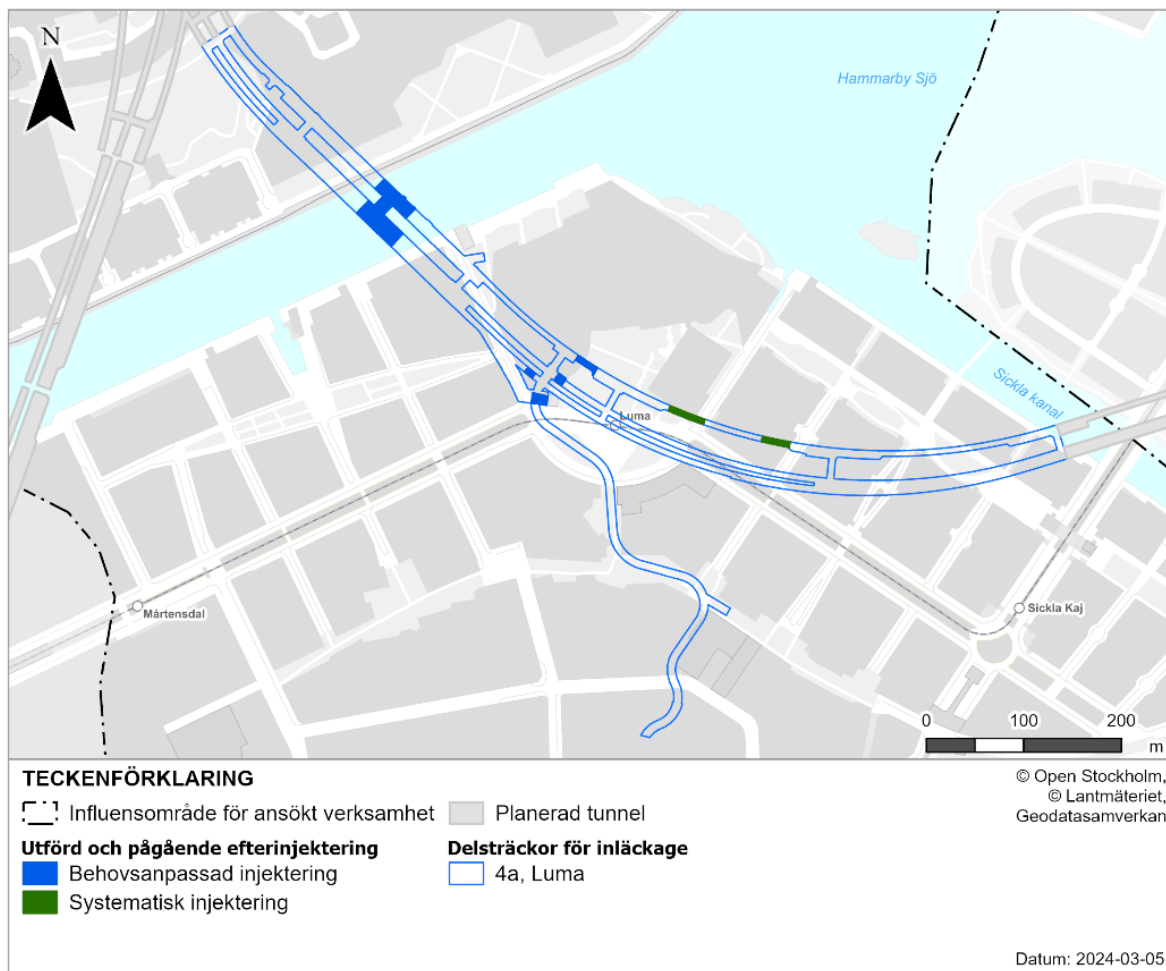 N
Hammarby Sjö
Sickla kanal
Luma
Mårtensdal
Sickla Kaj
0 100 200
m
TECKENFÖRKLARING
Influensområde för ansökt verksamhet
Planerad tunnel
Utförd och pågående efterinjektering
Behovsanpassad injektering
Systematisk injektering
Delsträckor för inläckage
4a, Luma
© Open Stockholm,
© Lantmäteriet,
Geodatasamverkan
Datum: 2024-03-05